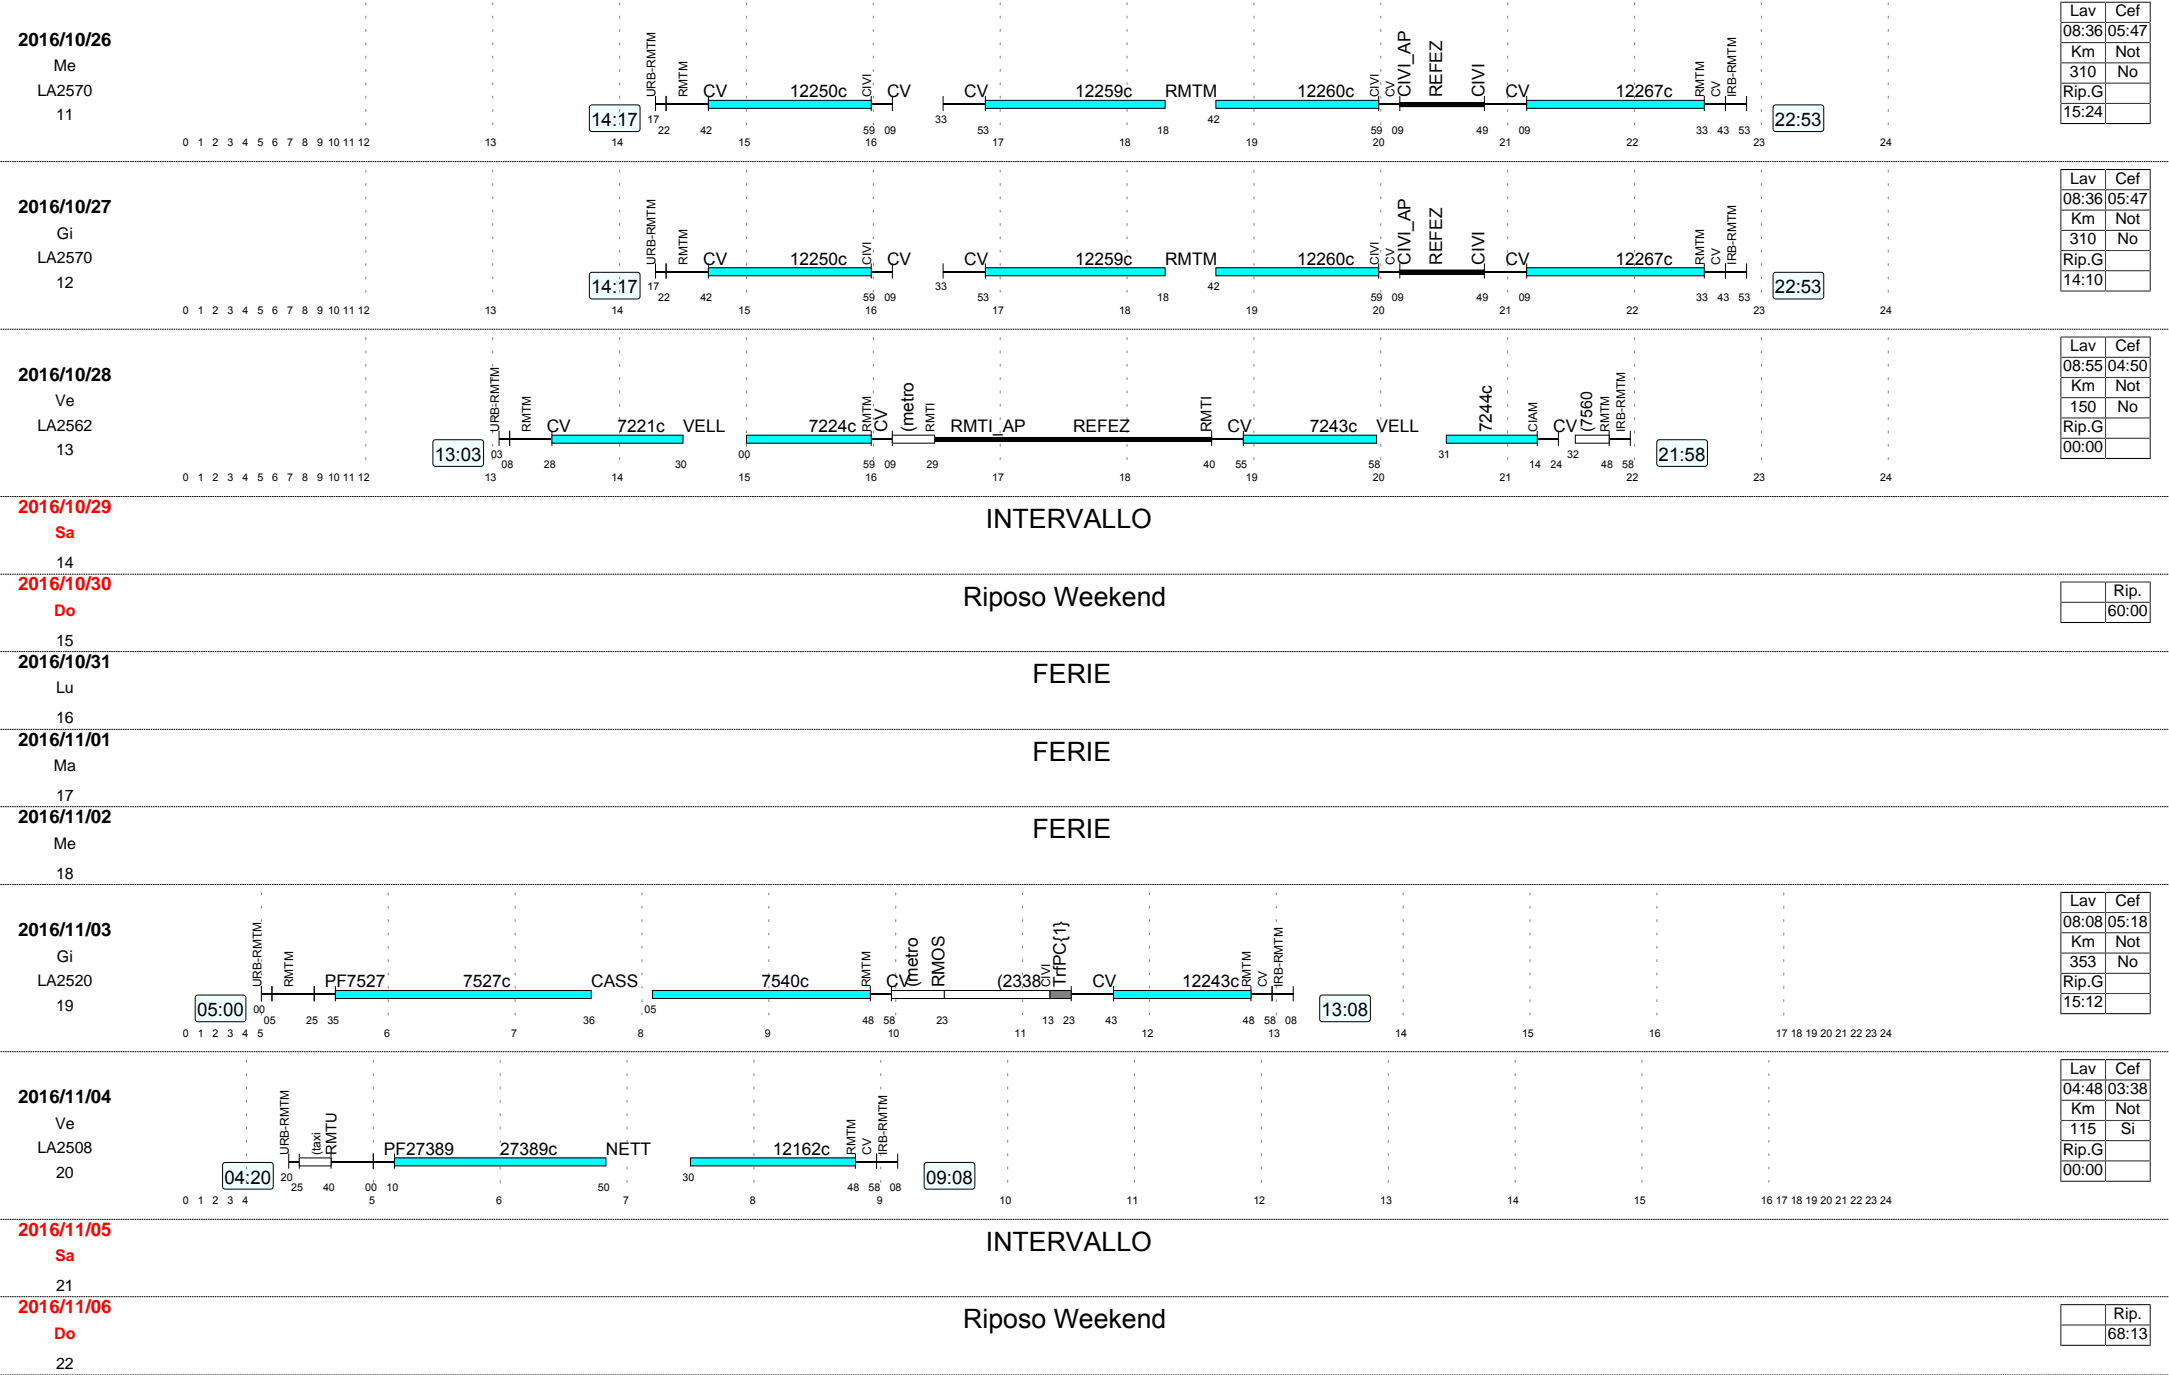 2016/10/26
Me
LA2570
11
14:17
URB-RMTM RMTM CV 12250c CIVI CV CV 12259c RMTM 12260c CIVI CV CIVI_AP REFEZ CIVI CV 12267c RMTM CV IRB-RMTM
17 22 42 59 09 33 53 18 42 59 09 49 09 33 43 53
22:53
0 1 2 3 4 5 6 7 8 9 10 11 12 13 14 15 16 17 18 19 20 21 22 23 24
Lav Cef
08:36 05:47
Km Not
310 No
Rip.G
15:24
2016/10/27
Gi
LA2570
12
14:17
URB-RMTM RMTM CV 12250c CIVI CV CV 12259c RMTM 12260c CIVI CV CIVI_AP REFEZ CIVI CV 12267c RMTM CV IRB-RMTM
17 22 42 59 09 33 53 18 42 59 09 49 09 33 43 53
22:53
0 1 2 3 4 5 6 7 8 9 10 11 12 13 14 15 16 17 18 19 20 21 22 23 24
Lav Cef
08:36 05:47
Km Not
310 No
Rip.G
14:10
2016/10/28
Ve
LA2562
13
13:03
URB-RMTM RMTM CV 7221c VELL 7224c RMTM CV (metro RMTI RMTI_AP REFEZ RMTI CV 7243c VELL 7244c CIAM CV (7560 RMTM IRB-RMTM
03 08 28 30 00 59 09 29 40 55 58 31 14 24 32 48 58
21:58
0 1 2 3 4 5 6 7 8 9 10 11 12 13 14 15 16 17 18 19 20 21 22 23 24
Lav Cef
08:55 04:50
Km Not
150 No
Rip.G
00:00
2016/10/29
Sa
14
INTERVALLO
2016/10/30
Do
15
Riposo Weekend
Rip.
60:00
2016/10/31
Lu
16
FERIE
2016/11/01
Ma
17
FERIE
2016/11/02
Me
18
FERIE
2016/11/03
Gi
LA2520
19
05:00
URB-RMTM RMTM PF7527 7527c CASS 7540c RMTM CV (metro RMOS (2338 CIVI TrfPC{1} CV 12243c RMTM CV IRB-RMTM
00 05 25 35 36 05 48 58 23 13 23 43 48 58 08
13:08
0 1 2 3 4 5 6 7 8 9 10 11 12 13 14 15 16 17 18 19 20 21 22 23 24
Lav Cef
08:08 05:18
Km Not
353 No
Rip.G
15:12
2016/11/04
Ve
LA2508
20
04:20
URB-RMTM (taxi RMTU PF27389 27389c NETT 12162c RMTM CV IRB-RMTM
20 25 40 00 10 50 30 48 58 08
09:08
0 1 2 3 4 5 6 7 8 9 10 11 12 13 14 15 16 17 18 19 20 21 22 23 24
Lav Cef
04:48 03:38
Km Not
115 Si
Rip.G
00:00
2016/11/05
Sa
21
INTERVALLO
2016/11/06
Do
22
Riposo Weekend
Rip.
68:13